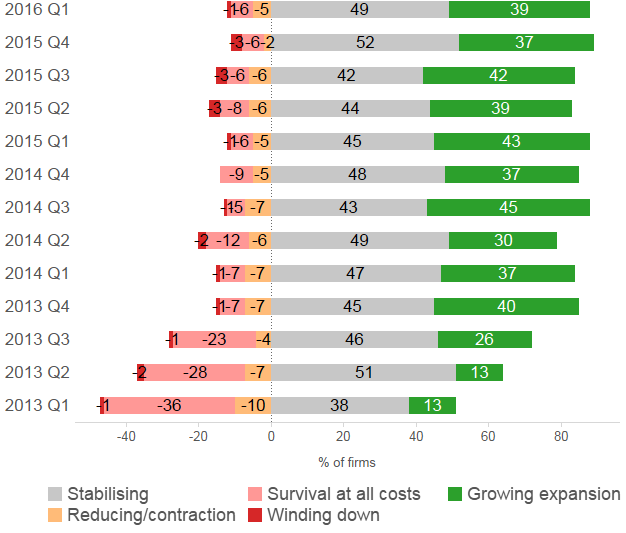 2016 Q1 -1 -6 -5 49 39
2015 Q4 -3 -6 -2 52 37
2015 Q3 -3 -6 -6 42 42
2015 Q2 -3 -8 -6 44 39
2015 Q1 -1 -6 -5 45 43
2014 Q4 -9 -5 48 37
2014 Q3 -1 -5 -7 43 45
2014 Q2 -2 -12 -6 49 30
2014 Q1 -1 -7 -7 47 37
2013 Q4 -1 -7 -7 45 40
2013 Q3 -1 -23 -4 46 26
2013 Q2 -2 -28 -7 51 13
2013 Q1 -1 -36 -10 38 13
-40 -20 0 20 40 60 80
% of firms
Stabilising Survival at all costs Growing expansion
Reducing/contraction Winding down